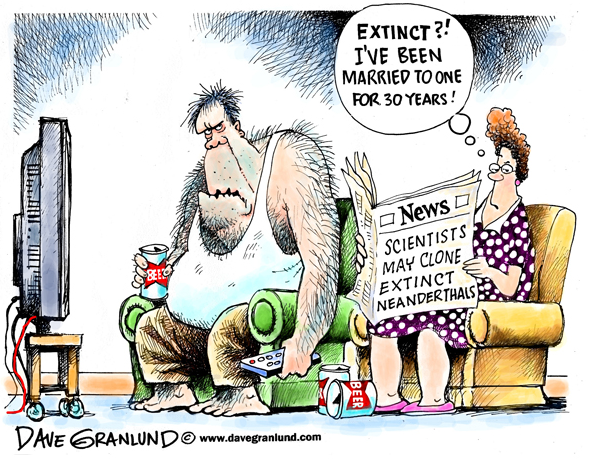 EXTINCT?!
I'VE BEEN
MARRIED TO ONE
FOR 30 YEARS!
News
SCIENTISTS
MAY CLONE
EXTINCT
NEANDERTHALS
BEER
BEER
DAVE GRANLUND © www.davegranlund.com